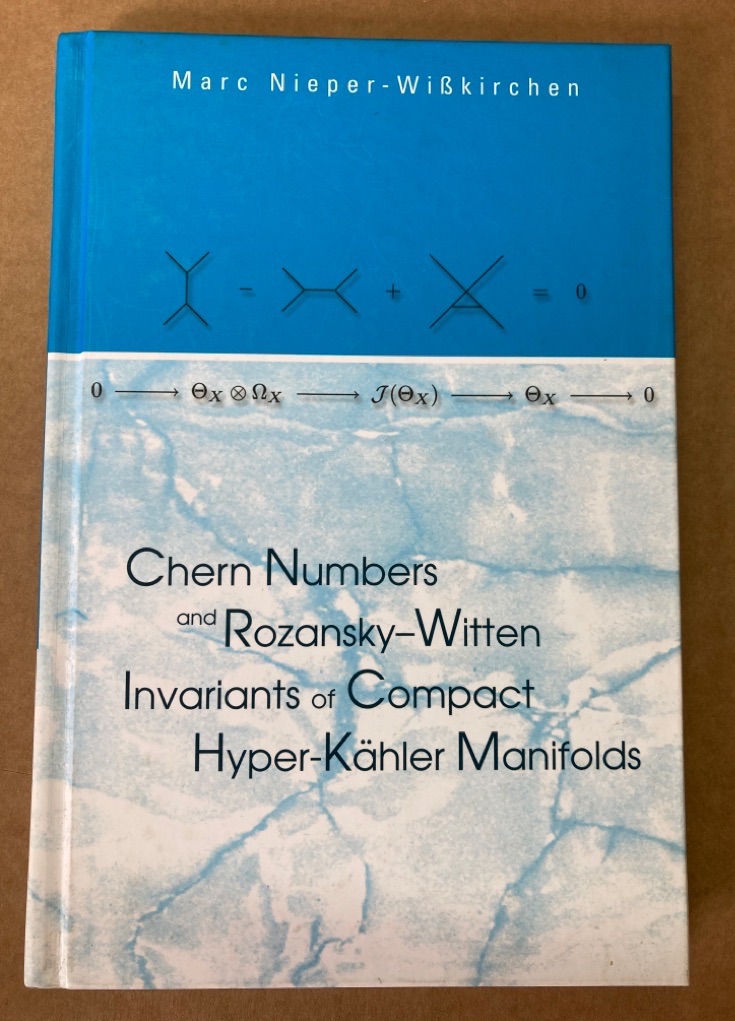 Marc Nieper-Wißkirchen
− + = 0
0 ⟶ Θ_X ⊗ Ω_X ⟶ 𝒥(Θ_X) ⟶ Θ_X ⟶ 0
Chern Numbers
and Rozansky–Witten
Invariants of Compact
Hyper-Kähler Manifolds